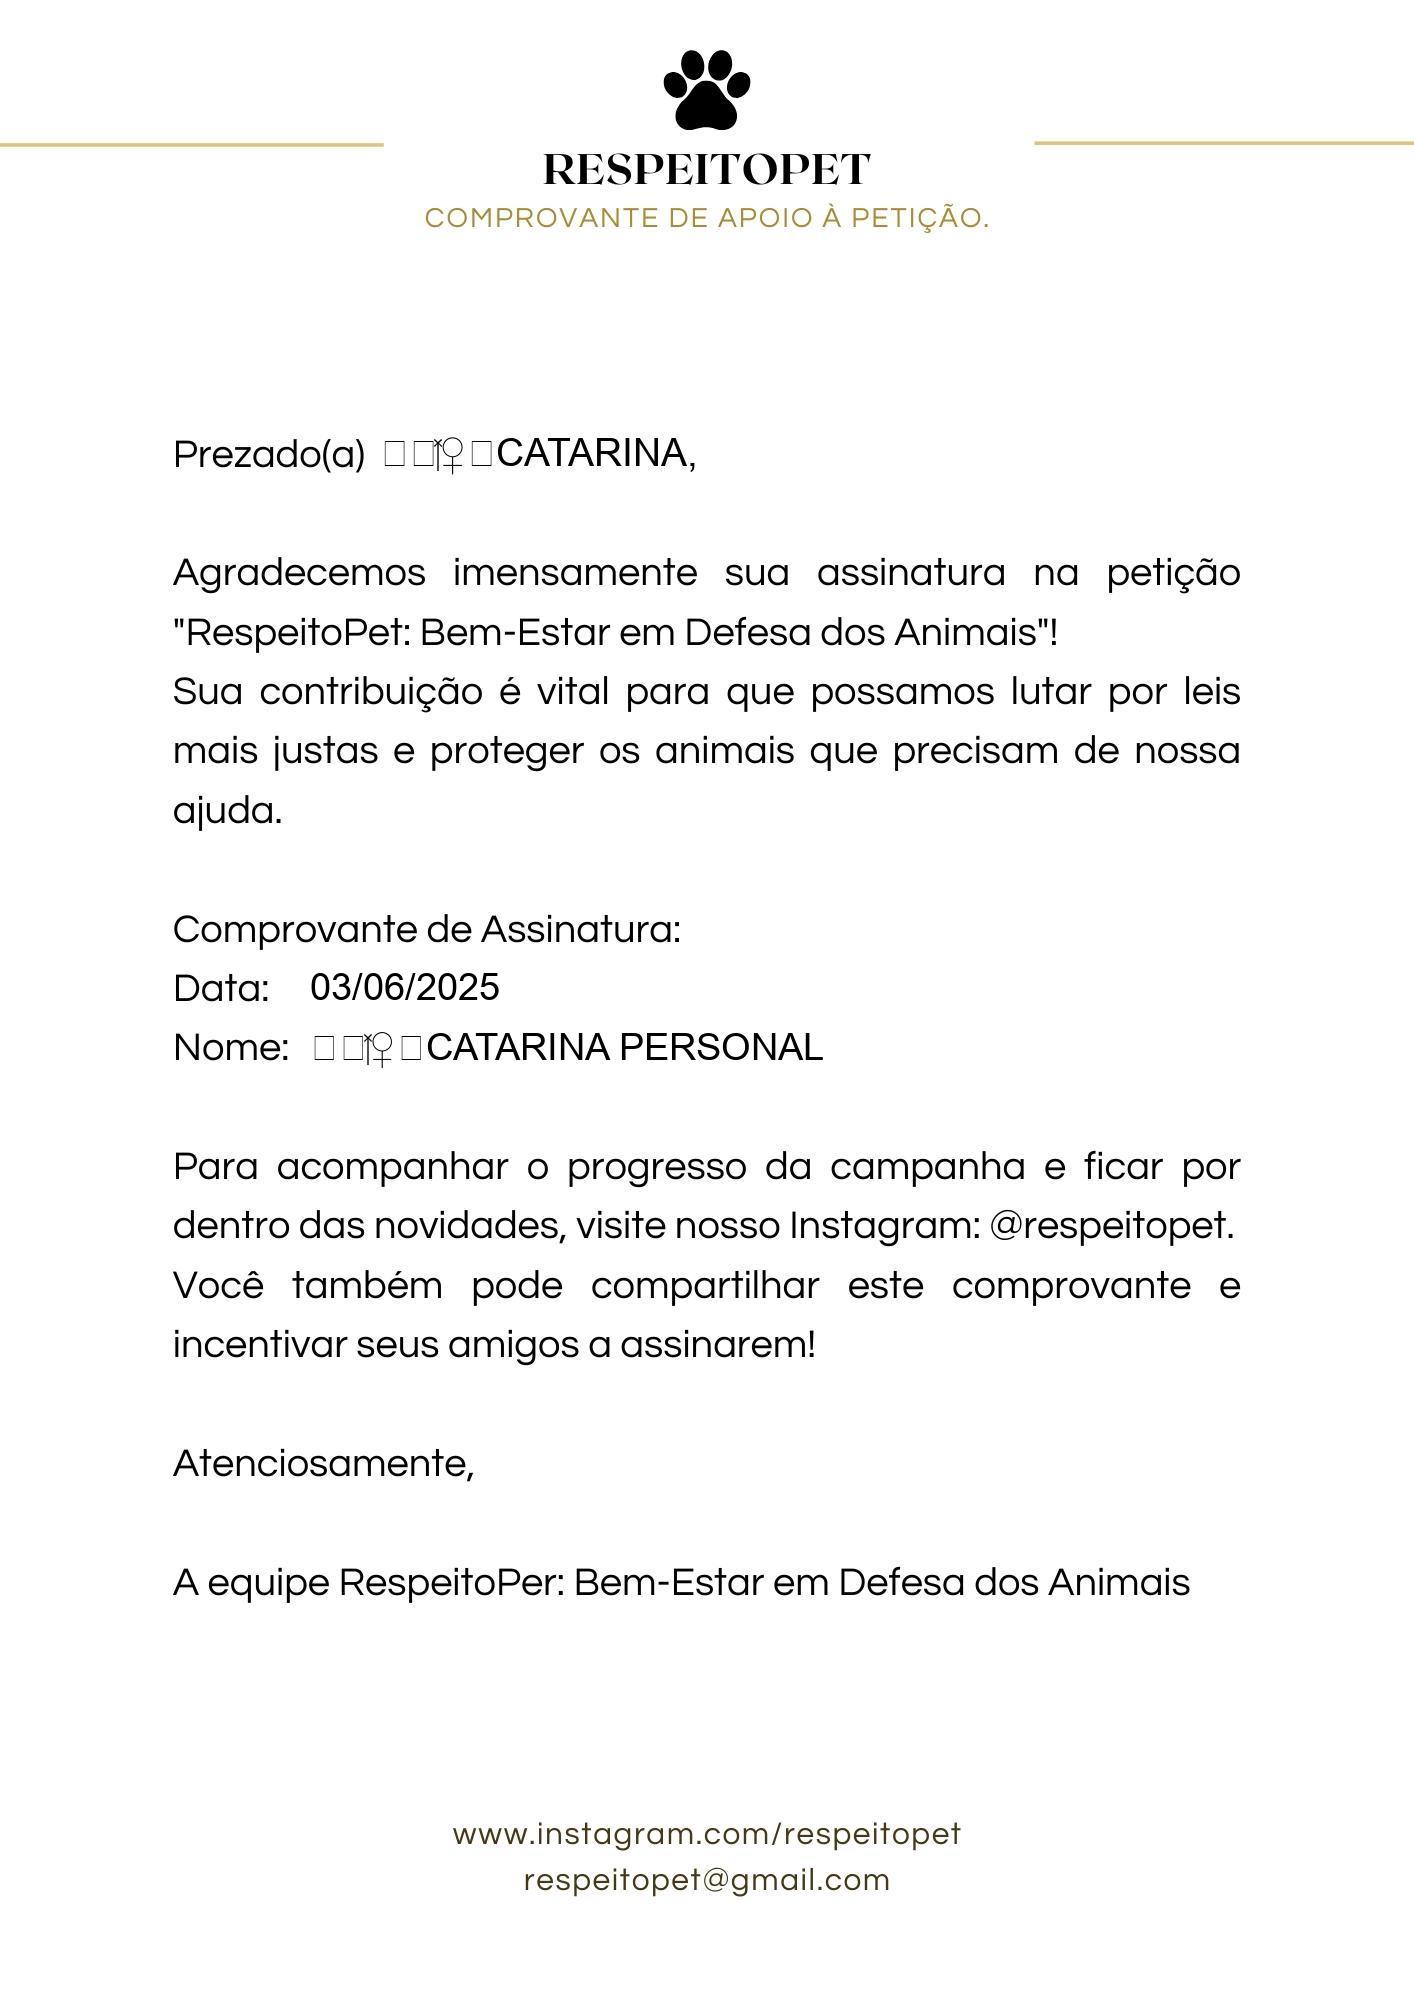 RESPEITOPET
COMPROVANTE DE APOIO À PETIÇÃO.
Prezado(a) □ □♀ □CATARINA,
Agradecemos imensamente sua assinatura na petição
"RespeitoPet: Bem-Estar em Defesa dos Animais"!
Sua contribuição é vital para que possamos lutar por leis
mais justas e proteger os animais que precisam de nossa
ajuda.
Comprovante de Assinatura:
Data: 03/06/2025
Nome: □ □♀ □CATARINA PERSONAL
Para acompanhar o progresso da campanha e ficar por
dentro das novidades, visite nosso Instagram: @respeitopet.
Você também pode compartilhar este comprovante e
incentivar seus amigos a assinarem!
Atenciosamente,
A equipe RespeitoPer: Bem-Estar em Defesa dos Animais
www.instagram.com/respeitopet
respeitopet@gmail.com